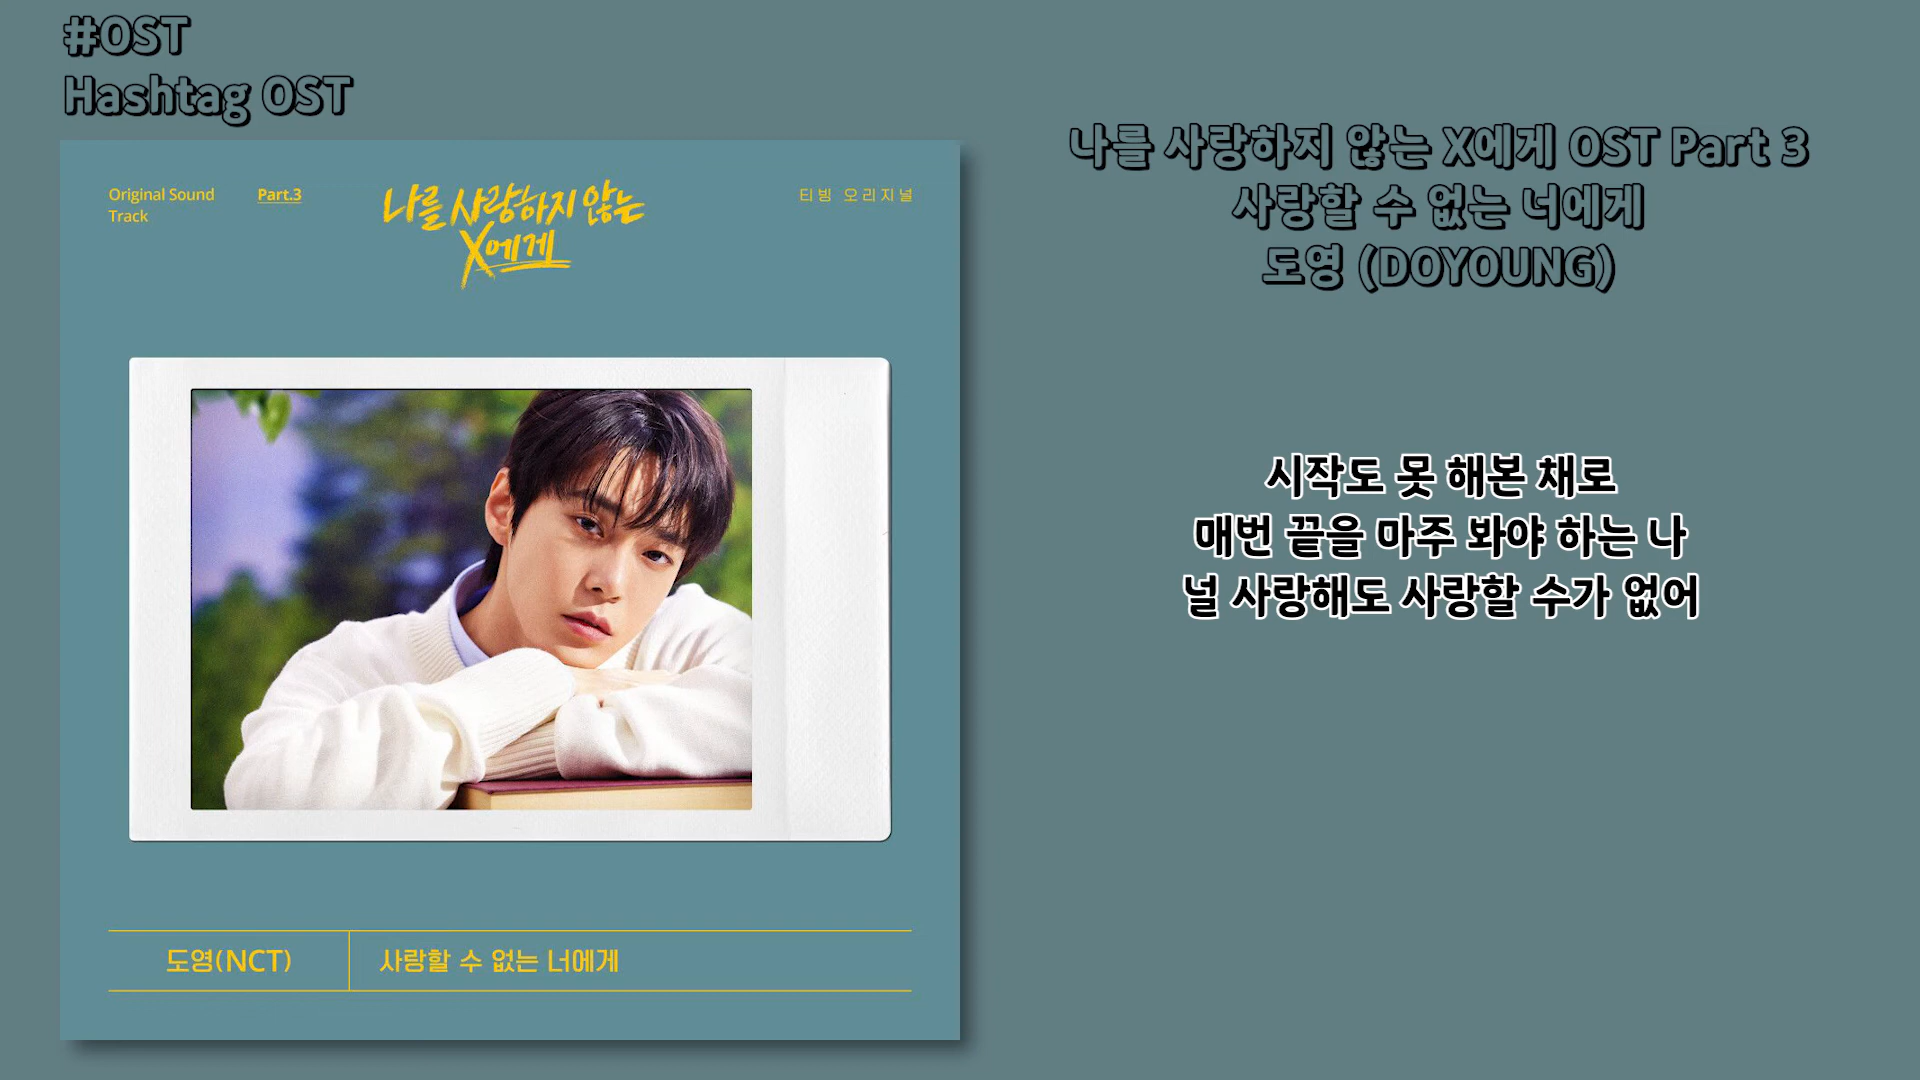 #OST
Hashtag OST
Original Sound
Track
Part.3
나를 사랑하지 않는
X에게
티빙 오리지널
도영(NCT)
사랑할 수 없는 너에게
나를 사랑하지 않는 X에게 OST Part 3
사랑할 수 없는 너에게
도영 (DOYOUNG)
시작도 못 해본 채로
매번 끝을 마주 봐야 하는 나
널 사랑해도 사랑할 수가 없어